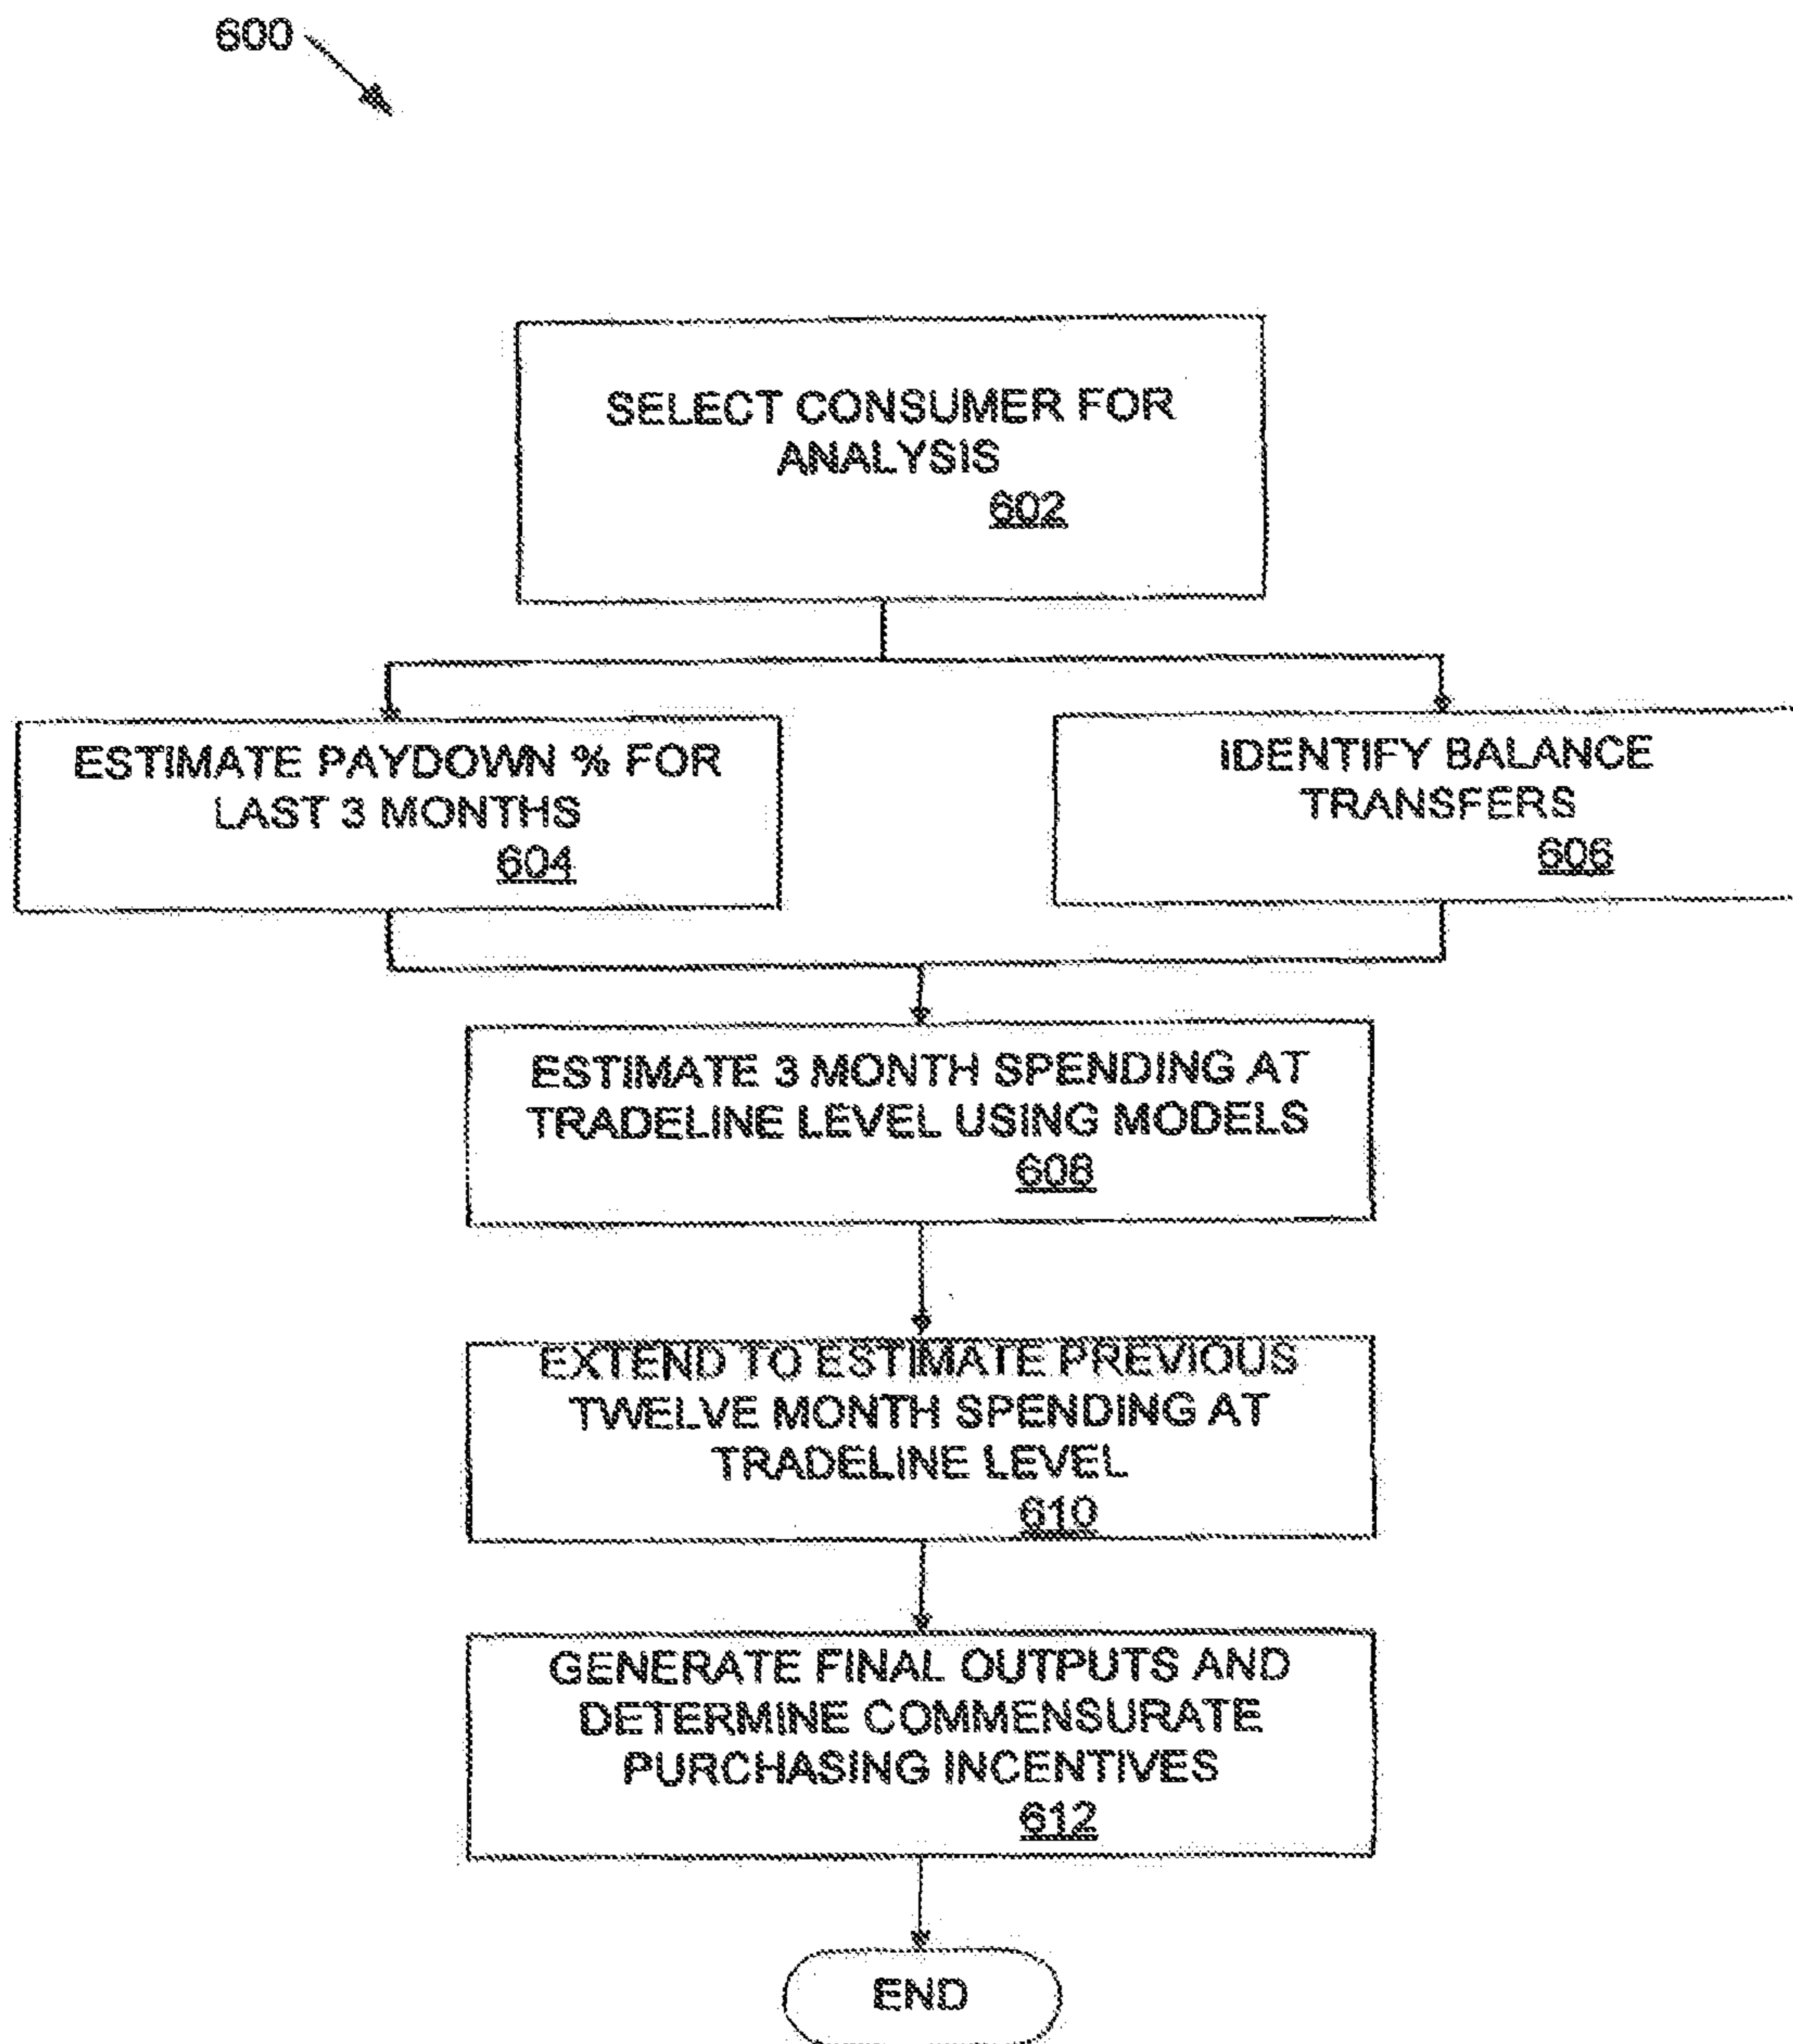 600
SELECT CONSUMER FOR
ANALYSIS
602
ESTIMATE PAYDOWN % FOR
LAST 3 MONTHS
604
IDENTIFY BALANCE
TRANSFERS
606
ESTIMATE 3 MONTH SPENDING AT
TRADELINE LEVEL USING MODELS
608
EXTEND TO ESTIMATE PREVIOUS
TWELVE MONTH SPENDING AT
TRADELINE LEVEL
610
GENERATE FINAL OUTPUTS AND
DETERMINE COMMENSURATE
PURCHASING INCENTIVES
612
END